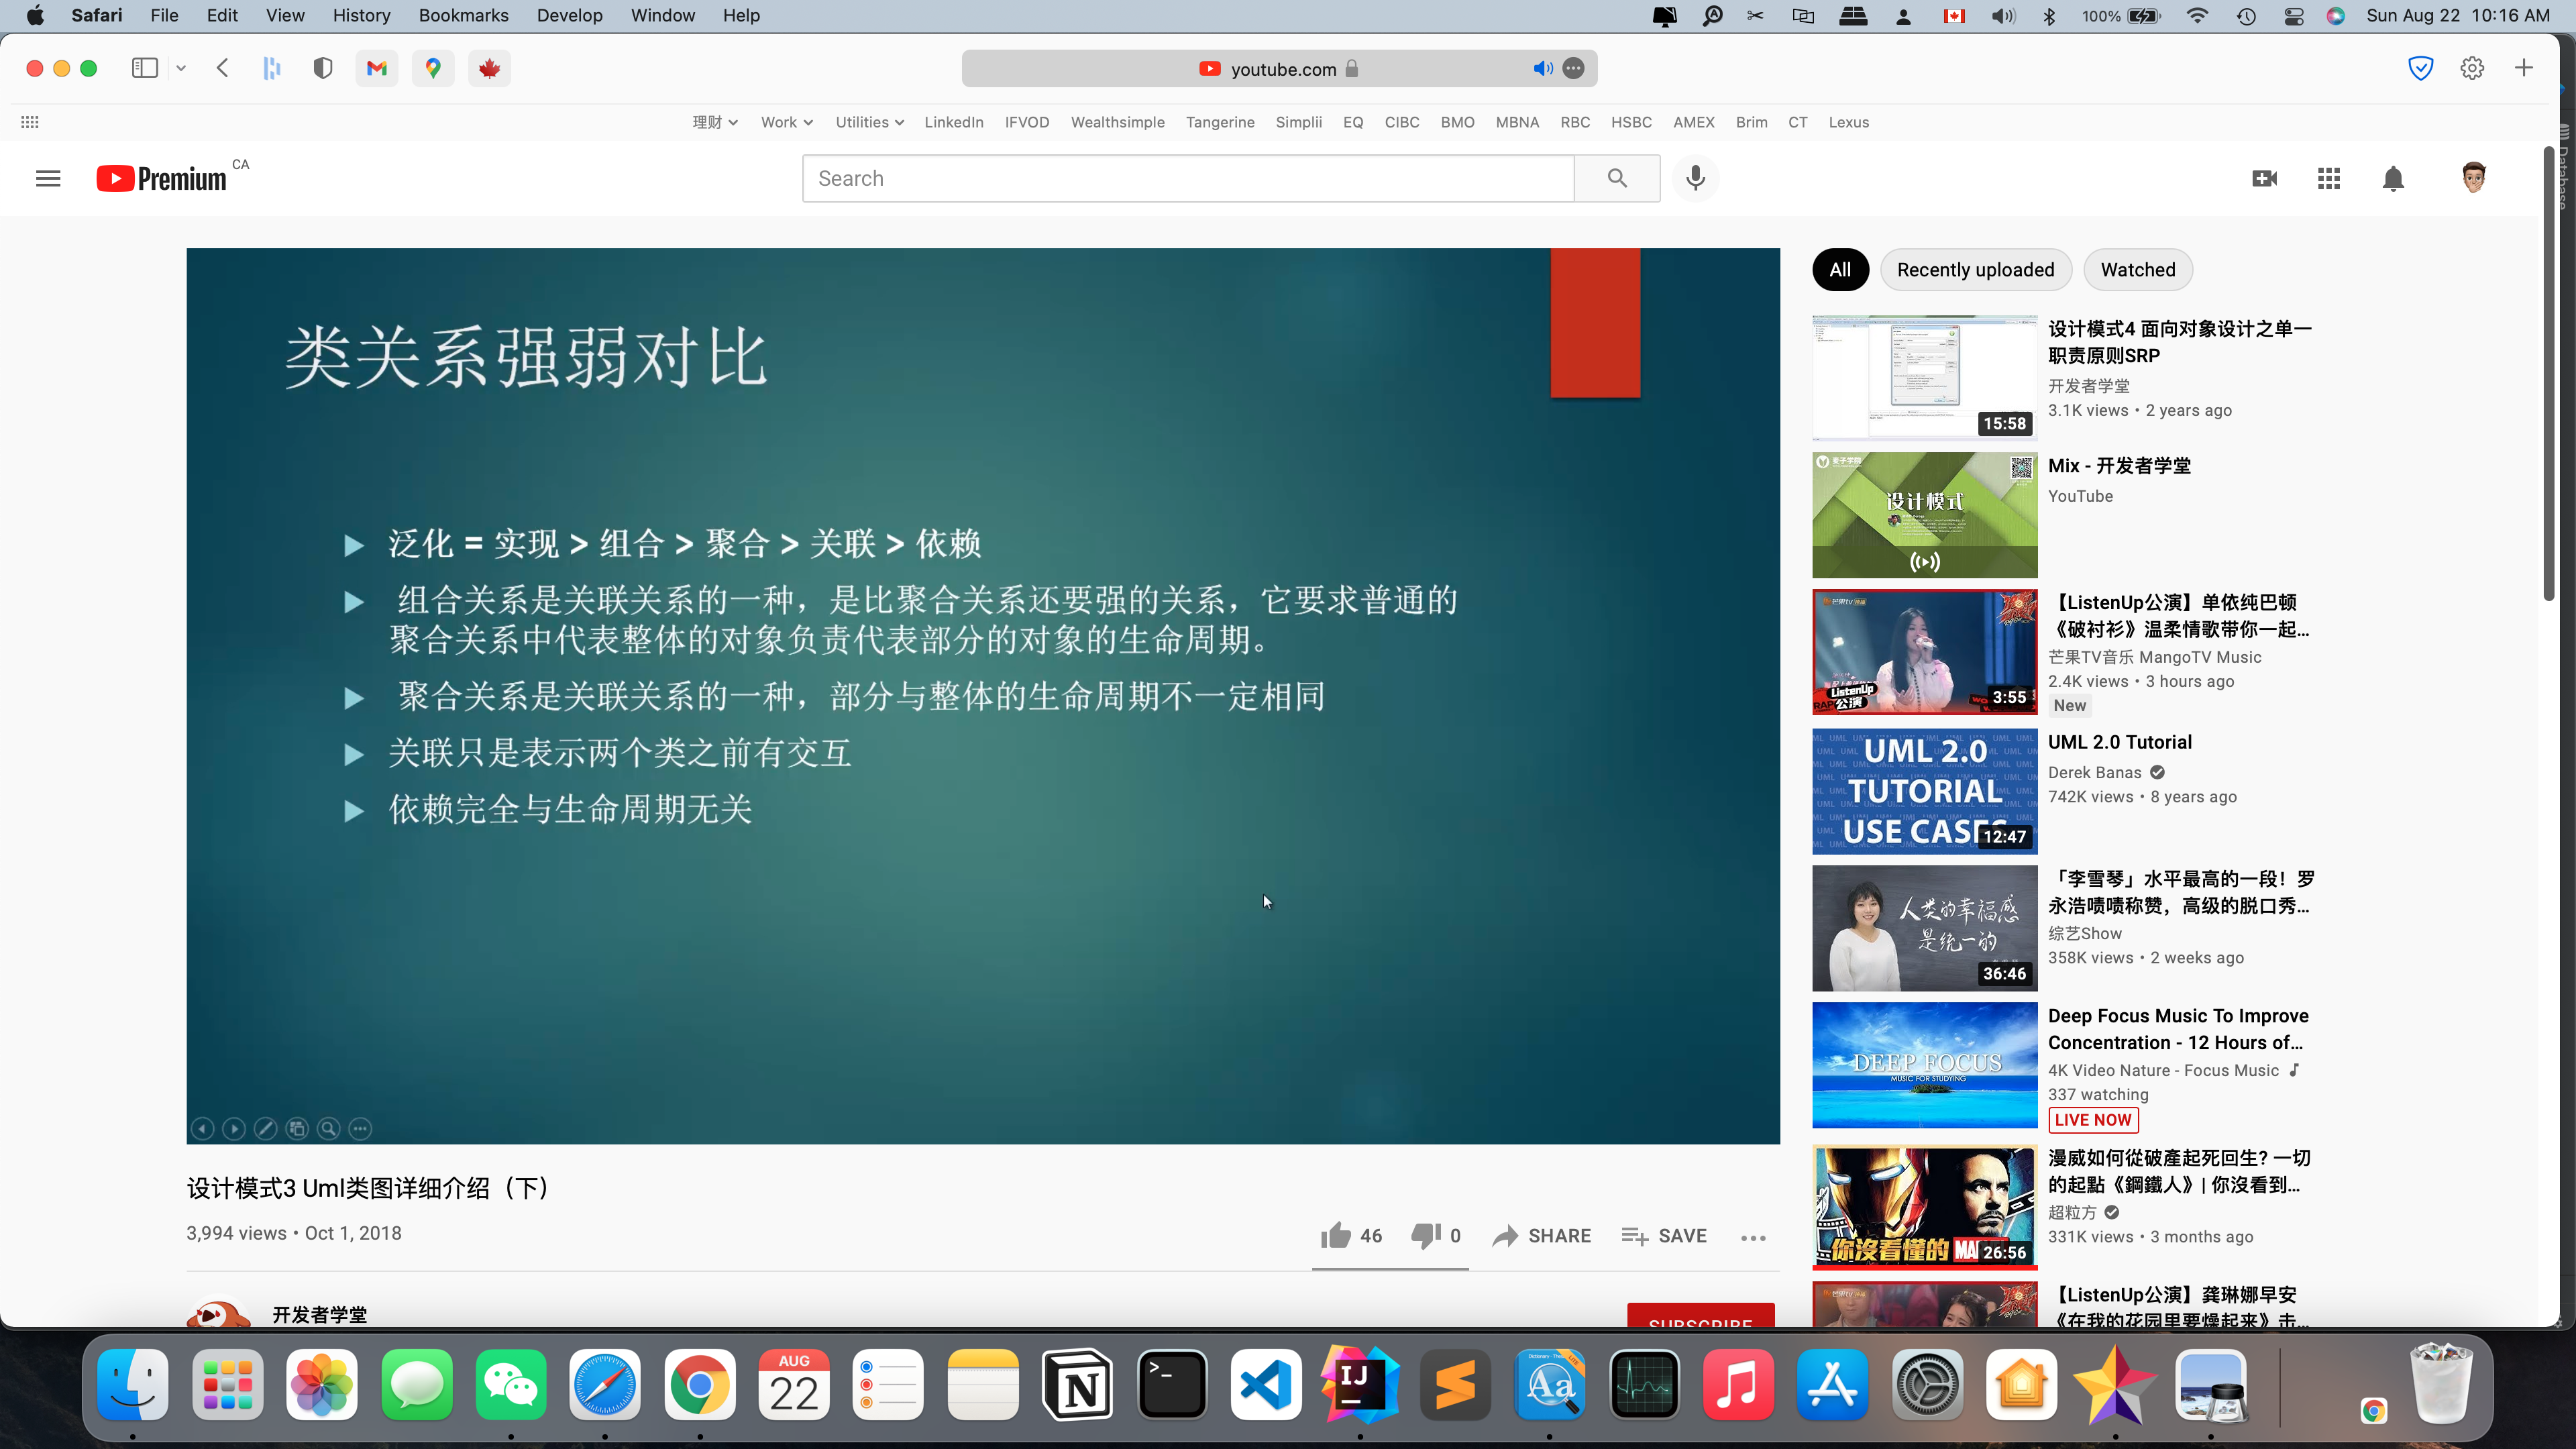 Safari File Edit View History Bookmarks Develop Window Help 100% Sun Aug 22 10:16 AM
youtube.com
理财 Work Utilities LinkedIn IFVOD Wealthsimple Tangerine Simplii EQ CIBC BMO MBNA RBC HSBC AMEX Brim CT Lexus
Database
Premium CA
Search
类关系强弱对比
泛化 = 实现 > 组合 > 聚合 > 关联 > 依赖
组合关系是关联关系的一种，是比聚合关系还要强的关系，它要求普通的
聚合关系中代表整体的对象负责代表部分的对象的生命周期。
聚合关系是关联关系的一种，部分与整体的生命周期不一定相同
关联只是表示两个类之前有交互
依赖完全与生命周期无关
设计模式3 Uml类图详细介绍（下）
3,994 views • Oct 1, 2018
46 0 SHARE SAVE
开发者学堂
SUBSCRIBE
All Recently uploaded Watched
15:58
设计模式4 面向对象设计之单一
职责原则SRP
开发者学堂
3.1K views • 2 years ago
麦子学院
设计模式
Mix - 开发者学堂
YouTube
芒果tv
ListenUp
公演
3:55
【ListenUp公演】单依纯巴顿
《破衬衫》温柔情歌带你一起...
芒果TV音乐 MangoTV Music
2.4K views • 3 hours ago
New
UML 2.0
TUTORIAL
USE CASES
12:47
UML 2.0 Tutorial
Derek Banas
742K views • 8 years ago
人类的幸福感
是统一的
36:46
「李雪琴」水平最高的一段！罗
永浩啧啧称赞，高级的脱口秀...
综艺Show
358K views • 2 weeks ago
DEEP FOCUS
MUSIC FOR STUDYING
Deep Focus Music To Improve
Concentration - 12 Hours of...
4K Video Nature - Focus Music
337 watching
LIVE NOW
你沒看懂的 MA
26:56
漫威如何從破產起死回生? 一切
的起點《鋼鐵人》| 你沒看到...
超粒方
331K views • 3 months ago
【ListenUp公演】龚琳娜早安
《在我的花园里要燥起来》击...
AUG
22
N
>_
IJ
Aa